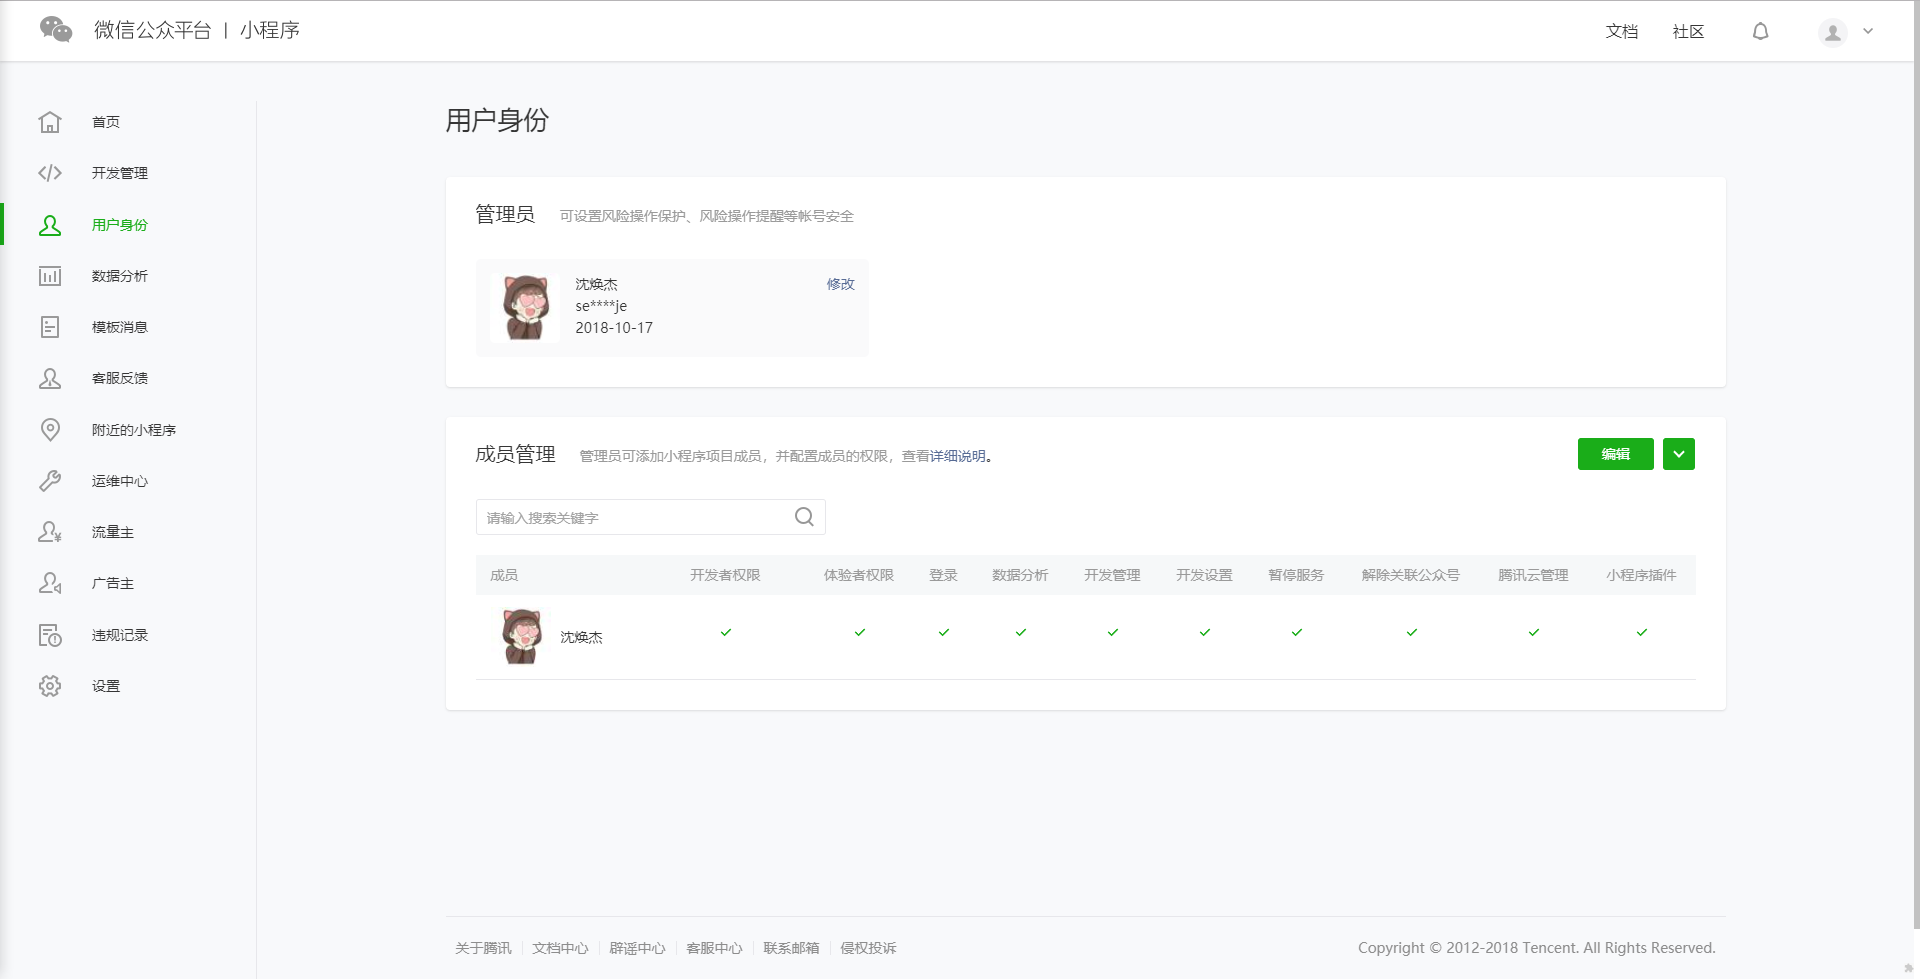 微信公众平台 | 小程序
文档 社区
首页
开发管理
用户身份
数据分析
模板消息
客服反馈
附近的小程序
运维中心
流量主
广告主
违规记录
设置
用户身份
管理员 可设置风险操作保护、风险操作提醒等帐号安全
沈焕杰 修改
se****je
2018-10-17
成员管理 管理员可添加小程序项目成员，并配置成员的权限，查看详细说明。
编辑
请输入搜索关键字
成员 开发者权限 体验者权限 登录 数据分析 开发管理 开发设置 暂停服务 解除关联公众号 腾讯云管理 小程序插件
沈焕杰
关于腾讯 文档中心 辟谣中心 客服中心 联系邮箱 侵权投诉
Copyright © 2012-2018 Tencent. All Rights Reserved.